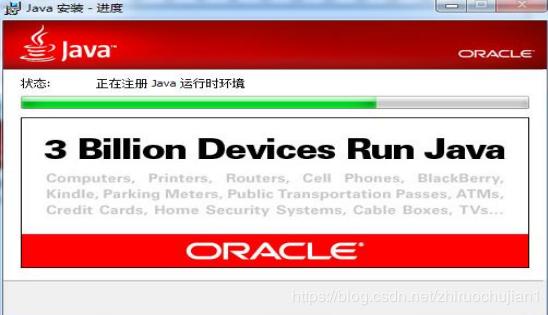 Java 安装 - 进度
Java™
ORACLE
状态: 正在注册 Java 运行时环境
3 Billion Devices Run Java
Computers, Printers, Routers, Cell Phones, BlackBerry,
Kindle, Parking Meters, Public Transportation Passes, ATMs,
Credit Cards, Home Security Systems, Cable Boxes, TVs...
ORACLE®
https://blog.csdn.net/zhiruochujian1